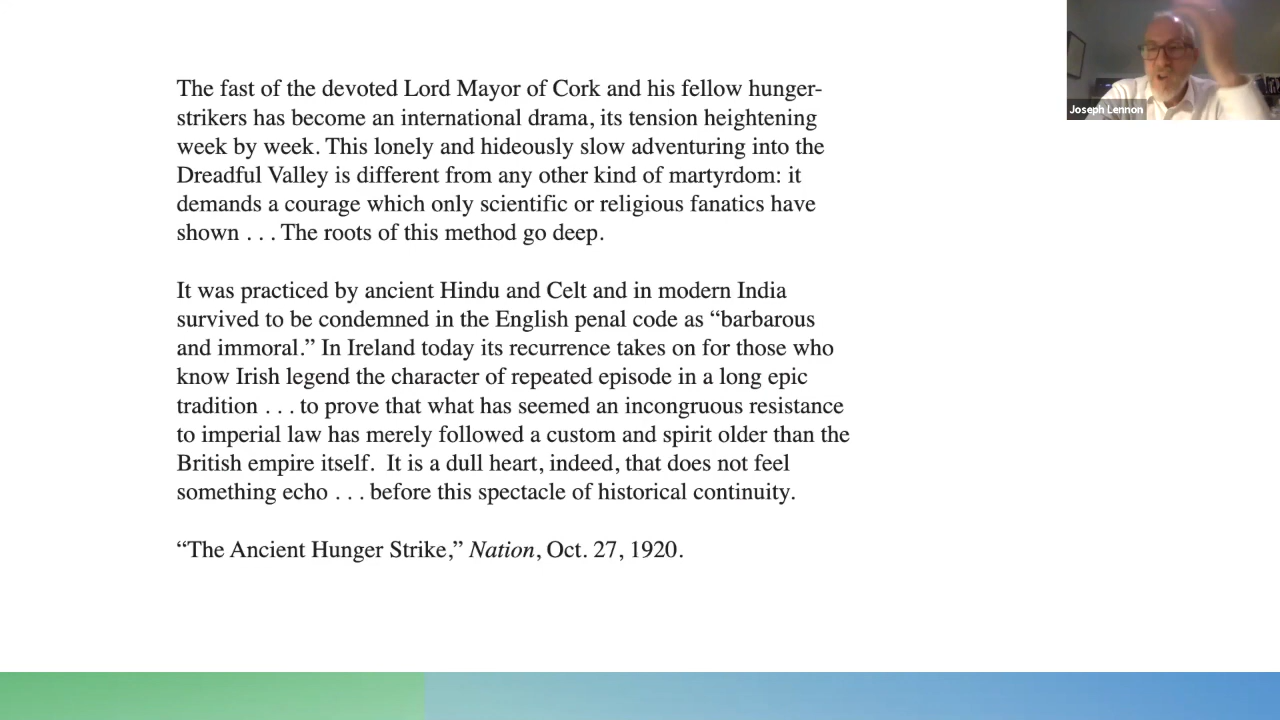 The fast of the devoted Lord Mayor of Cork and his fellow hunger-
strikers has become an international drama, its tension heightening
week by week. This lonely and hideously slow adventuring into the
Dreadful Valley is different from any other kind of martyrdom: it
demands a courage which only scientific or religious fanatics have
shown . . . The roots of this method go deep.
It was practiced by ancient Hindu and Celt and in modern India
survived to be condemned in the English penal code as “barbarous
and immoral.” In Ireland today its recurrence takes on for those who
know Irish legend the character of repeated episode in a long epic
tradition . . . to prove that what has seemed an incongruous resistance
to imperial law has merely followed a custom and spirit older than the
British empire itself.  It is a dull heart, indeed, that does not feel
something echo . . . before this spectacle of historical continuity.
“The Ancient Hunger Strike,” Nation, Oct. 27, 1920.
Joseph Lennon